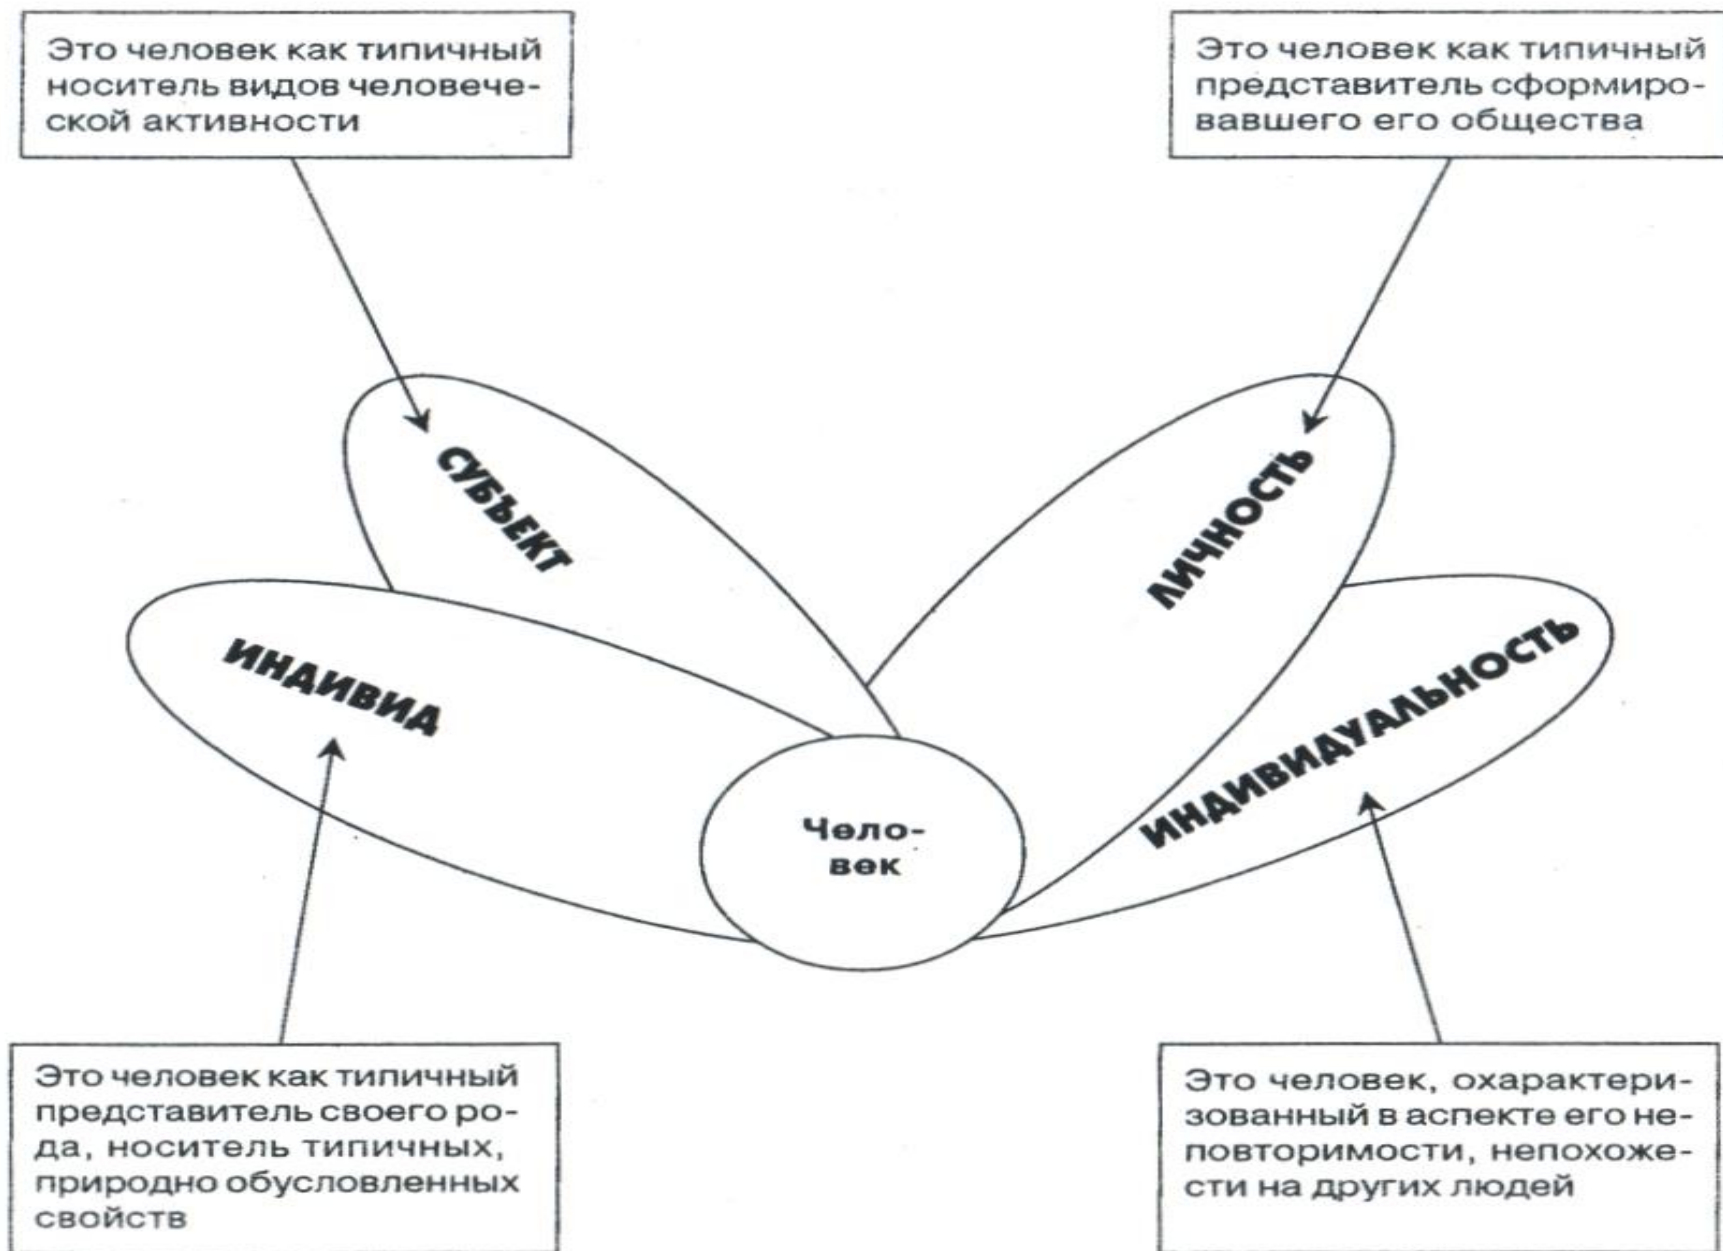 Это человек как типичный
носитель видов человече-
ской активности
Это человек как типичный
представитель сформиро-
вавшего его общества
СУБЪЕКТ
ЛИЧНОСТЬ
ИНДИВИД
ИНДИВИДУАЛЬНОСТЬ
Чело-
век
Это человек как типичный
представитель своего ро-
да, носитель типичных,
природно обусловленных
свойств
Это человек, охарактери-
зованный в аспекте его не-
повторимости, непохоже-
сти на других людей